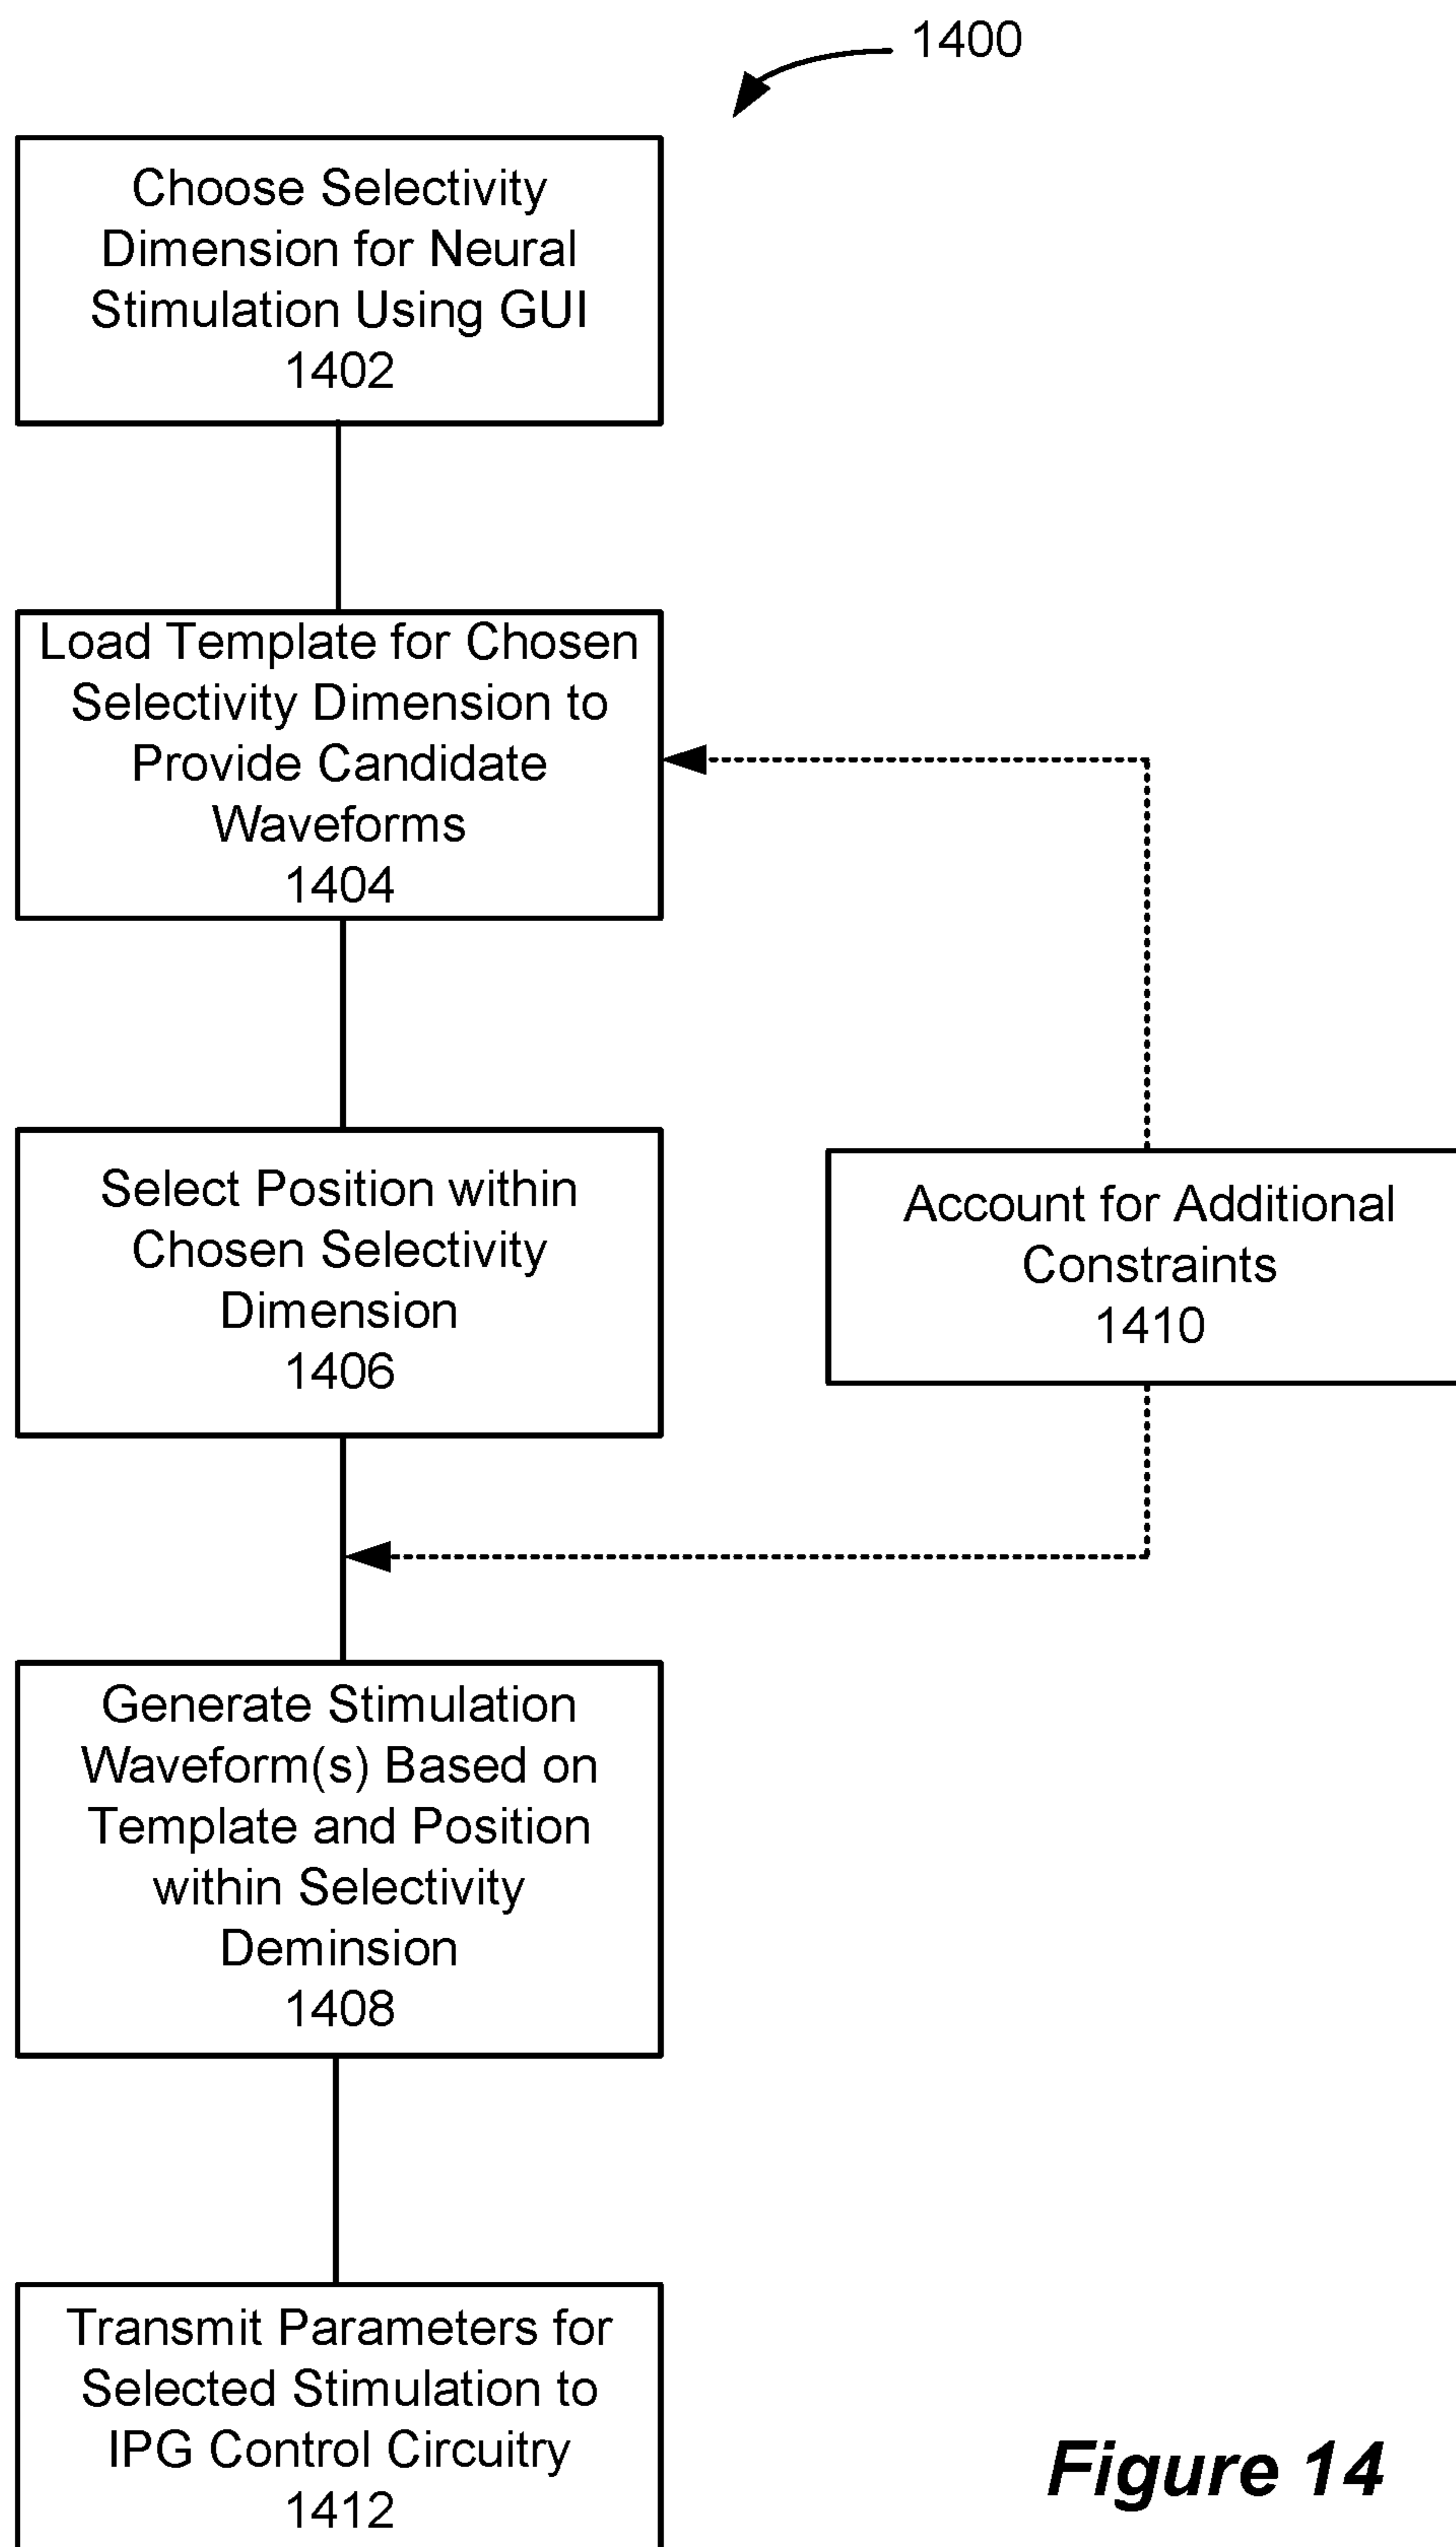 1400
Choose Selectivity
Dimension for Neural
Stimulation Using GUI
1402
Load Template for Chosen
Selectivity Dimension to
Provide Candidate
Waveforms
1404
Select Position within
Chosen Selectivity
Dimension
1406
Account for Additional
Constraints
1410
Generate Stimulation
Waveform(s) Based on
Template and Position
within Selectivity
Deminsion
1408
Transmit Parameters for
Selected Stimulation to
IPG Control Circuitry
1412
Figure 14